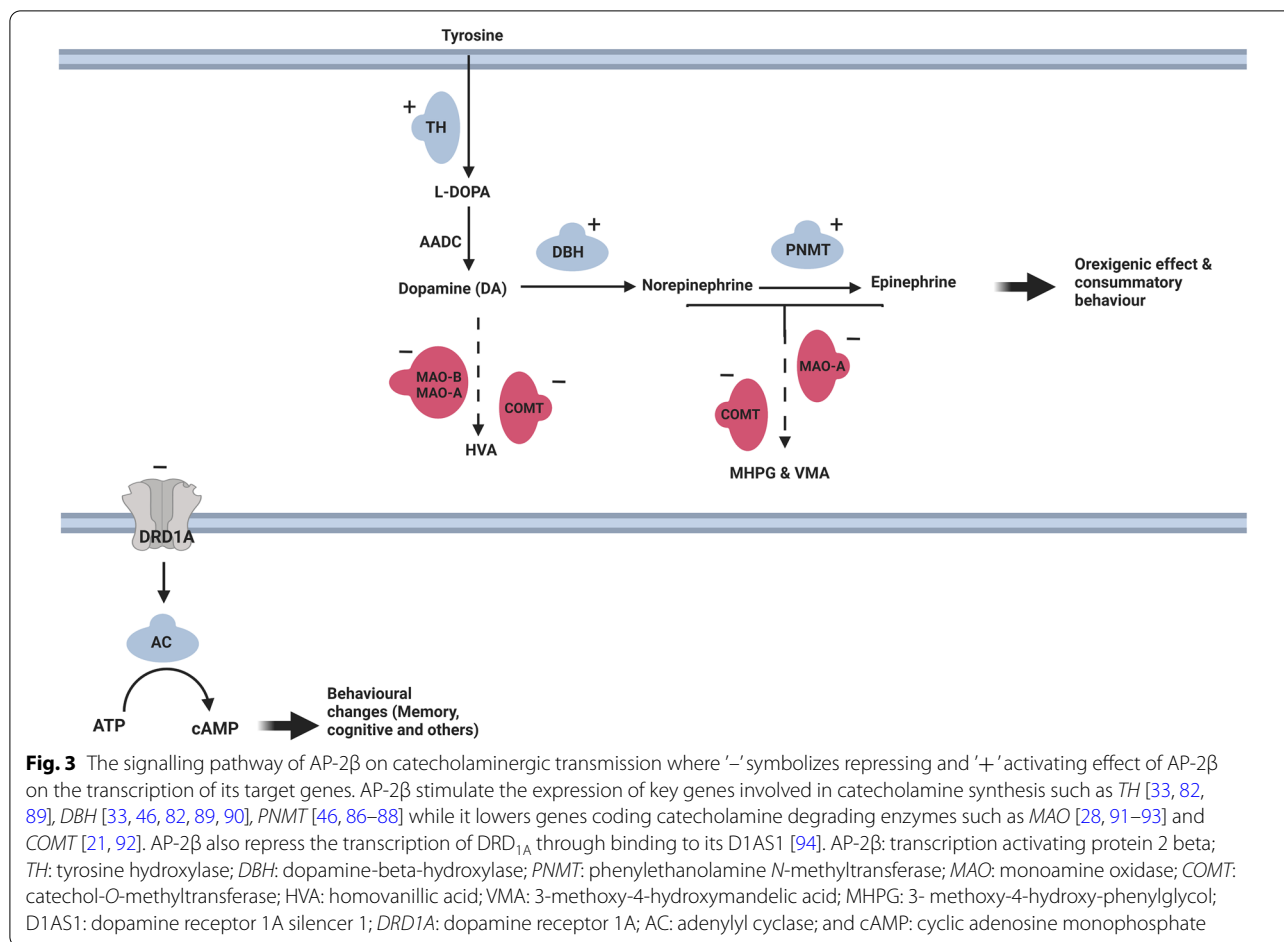 Tyrosine
+
TH
L-DOPA
AADC
DBH
+
PNMT
+
Dopamine (DA)
Norepinephrine
Epinephrine
Orexigenic effect &
consummatory
behaviour
−
MAO-B
MAO-A
−
COMT
HVA
−
MAO-A
−
COMT
MHPG & VMA
−
DRD1A
AC
ATP
cAMP
Behavioural
changes (Memory,
cognitive and others)
Fig. 3 The signalling pathway of AP-2β on catecholaminergic transmission where ‘–’ symbolizes repressing and ‘+’ activating effect of AP-2β
on the transcription of its target genes. AP-2β stimulate the expression of key genes involved in catecholamine synthesis such as TH [33, 82,
89], DBH [33, 46, 82, 89, 90], PNMT [46, 86–88] while it lowers genes coding catecholamine degrading enzymes such as MAO [28, 91–93] and
COMT [21, 92]. AP-2β also repress the transcription of DRD1A through binding to its D1AS1 [94]. AP-2β: transcription activating protein 2 beta;
TH: tyrosine hydroxylase; DBH: dopamine-beta-hydroxylase; PNMT: phenylethanolamine N-methyltransferase; MAO: monoamine oxidase; COMT:
catechol-O-methyltransferase; HVA: homovanillic acid; VMA: 3-methoxy-4-hydroxymandelic acid; MHPG: 3- methoxy-4-hydroxy-phenylglycol;
D1AS1: dopamine receptor 1A silencer 1; DRD1A: dopamine receptor 1A; AC: adenylyl cyclase; and cAMP: cyclic adenosine monophosphate